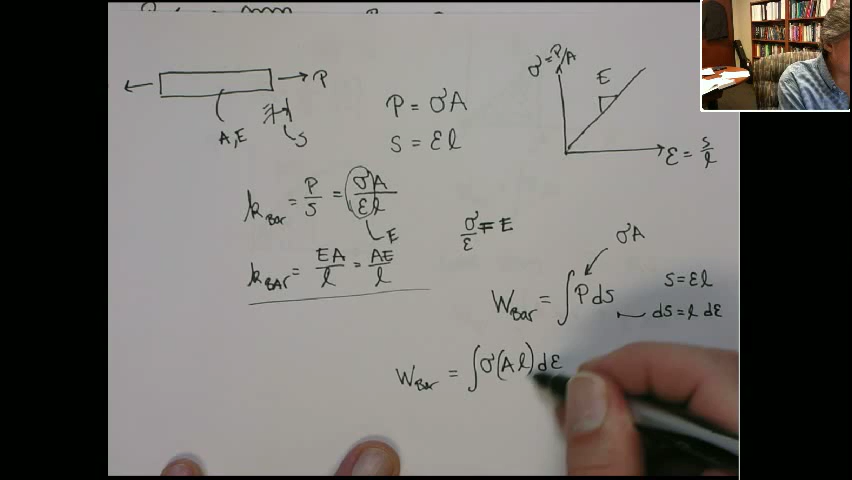 P
A,E
S
P = σA
S = εl
σ = P/A
E
ε = S/l
k_Bar = P/S = σA/εl
E
σ/ε = E
k_BAR = EA/l = AE/l
σA
W_Bar = ∫P dS
S = εl
dS = l dε
W_Bar = ∫σ(Al)dε